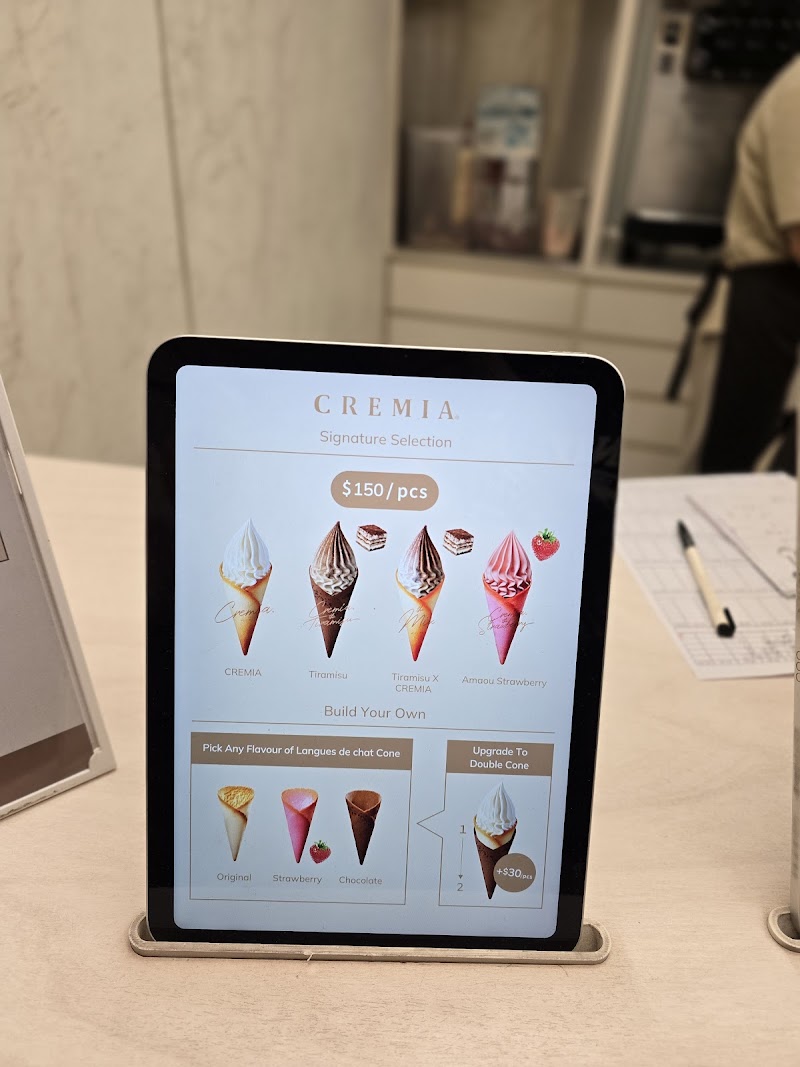 CREMIA
Signature Selection
$150/pcs
Cremia
CREMIA
Tiramisu
Tiramisu X
CREMIA
Amaou Strawberry
Build Your Own
Pick Any Flavour of Langues de chat Cone
Original
Strawberry
Chocolate
Upgrade To
Double Cone
1
2
+$30/pcs